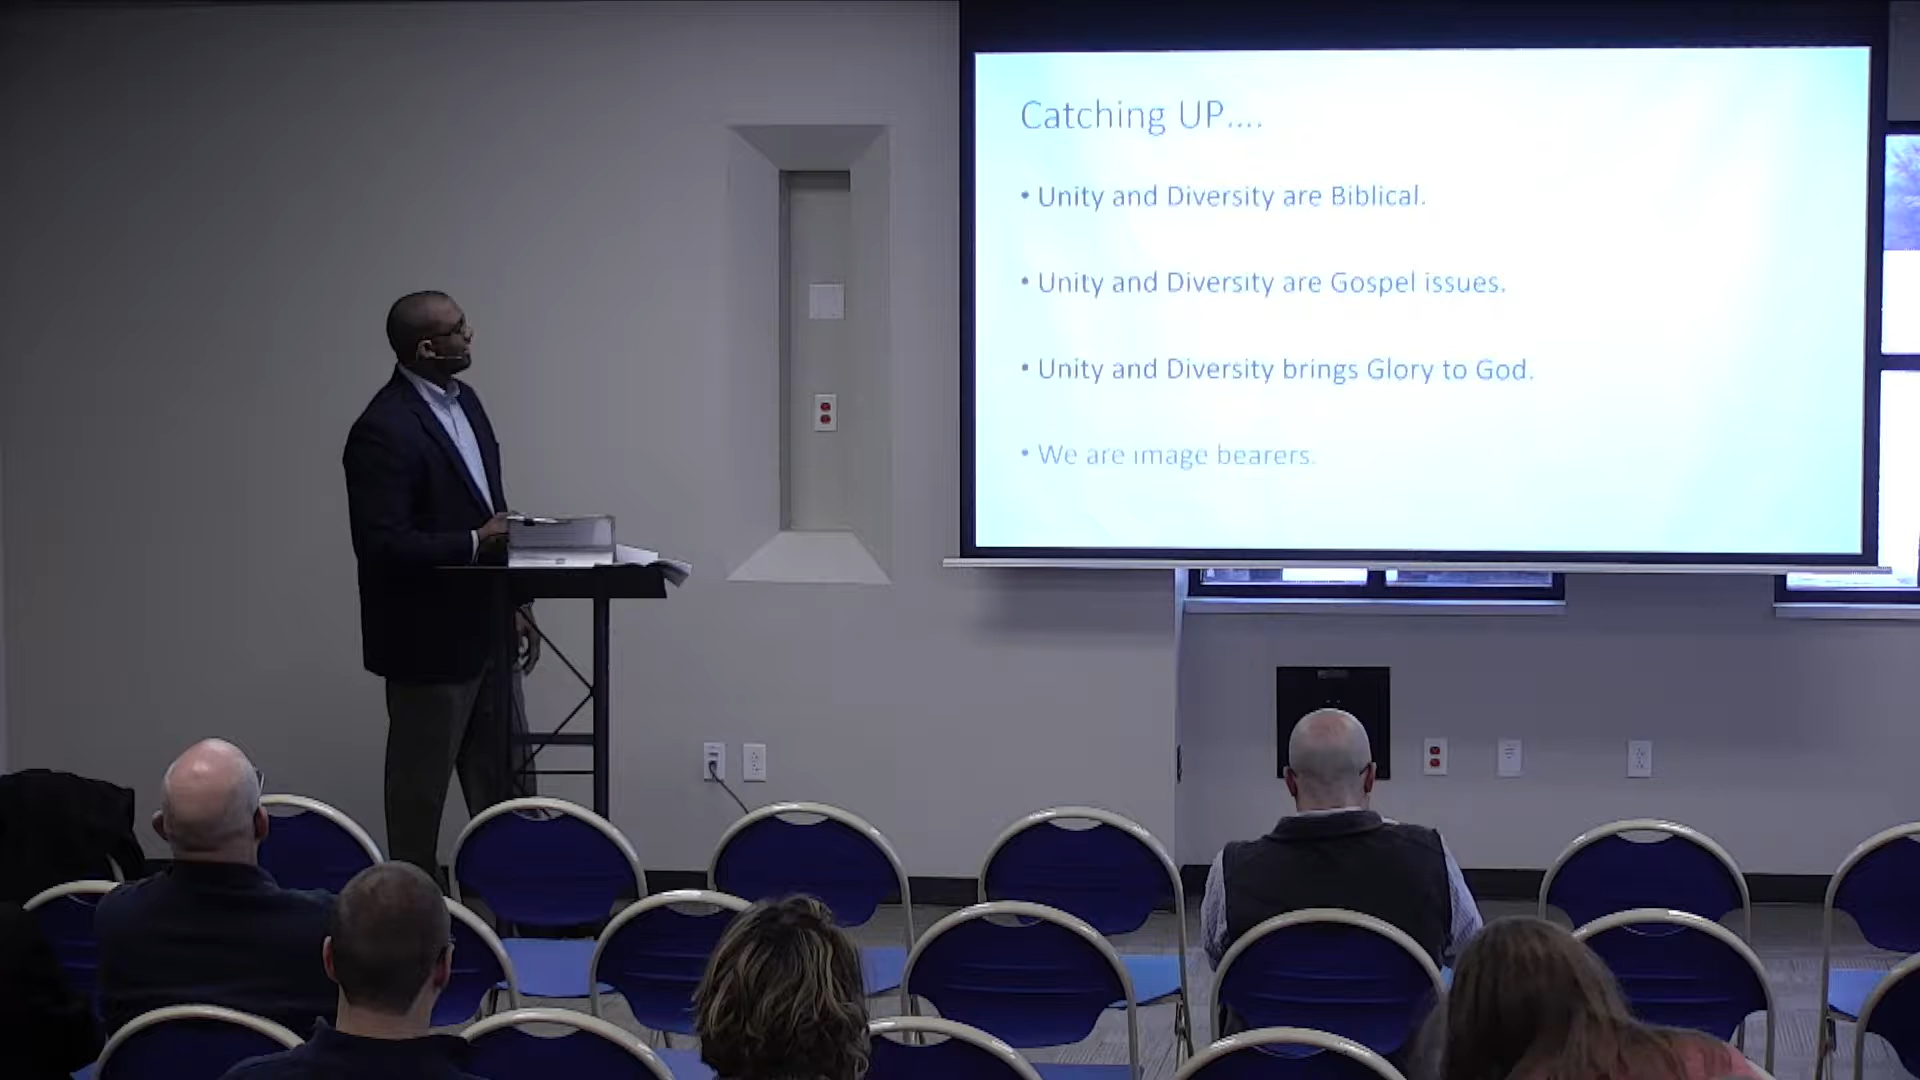 Catching UP....
• Unity and Diversity are Biblical.
• Unity and Diversity are Gospel issues.
• Unity and Diversity brings Glory to God.
• We are image bearers.